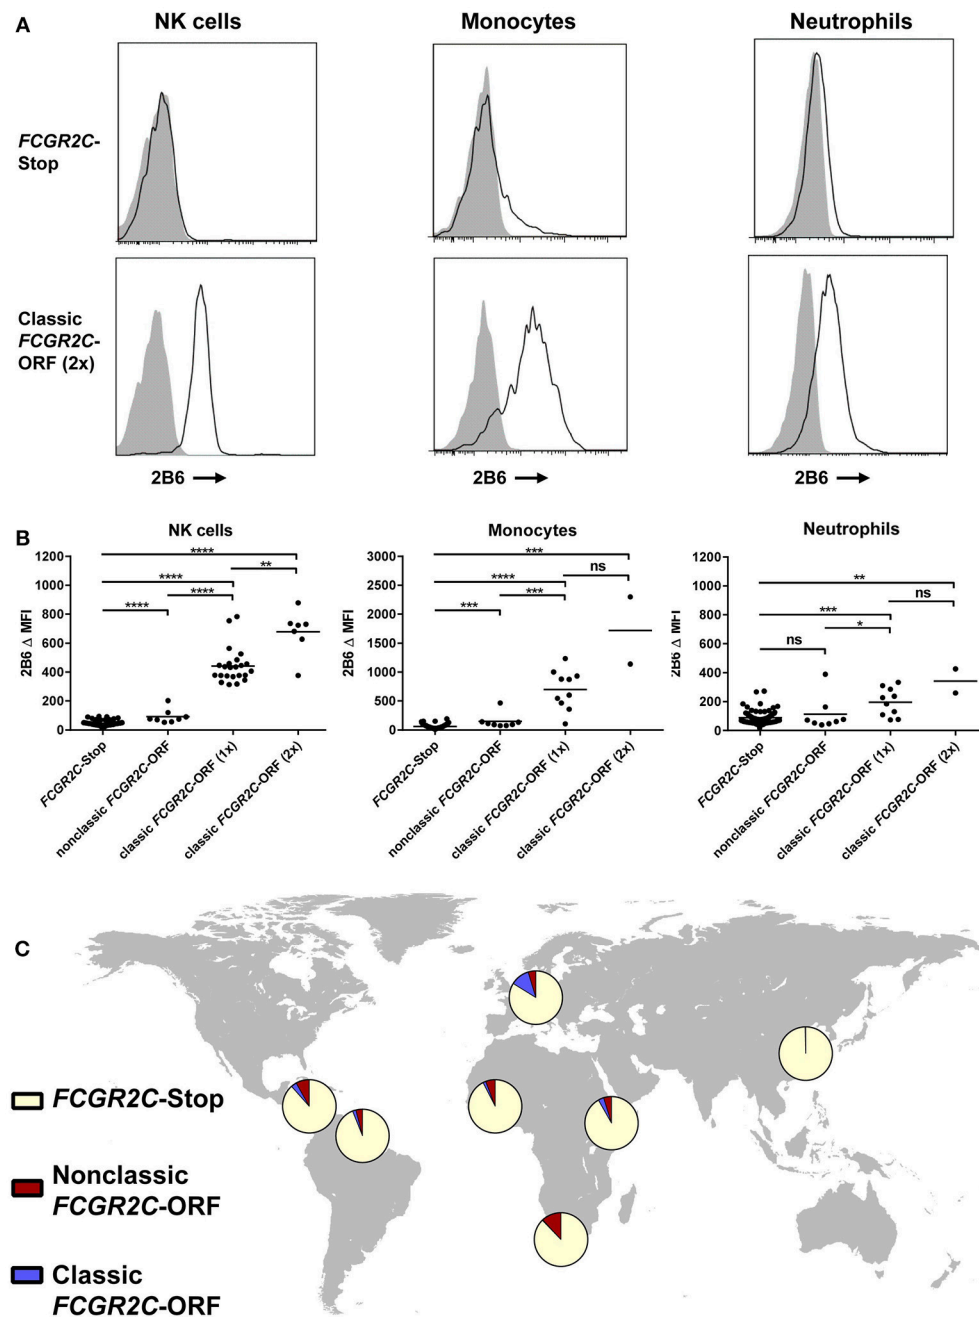 A
NK cells
Monocytes
Neutrophils
FCGR2C-
Stop
Classic
FCGR2C-
ORF (2x)
2B6
2B6
2B6
B
NK cells
2B6 Δ MFI
1200
1000
800
600
400
200
0
****
****
**
****
****
FCGR2C-Stop
nonclassic FCGR2C-ORF
classic FCGR2C-ORF (1x)
classic FCGR2C-ORF (2x)
Monocytes
2B6 Δ MFI
3000
2500
2000
1500
1000
500
0
***
ns
****
***
***
FCGR2C-Stop
nonclassic FCGR2C-ORF
classic FCGR2C-ORF (1x)
classic FCGR2C-ORF (2x)
Neutrophils
2B6 Δ MFI
1200
1000
800
600
400
200
0
**
ns
***
*
ns
FCGR2C-Stop
nonclassic FCGR2C-ORF
classic FCGR2C-ORF (1x)
classic FCGR2C-ORF (2x)
C
FCGR2C-Stop
Nonclassic
FCGR2C-ORF
Classic
FCGR2C-ORF